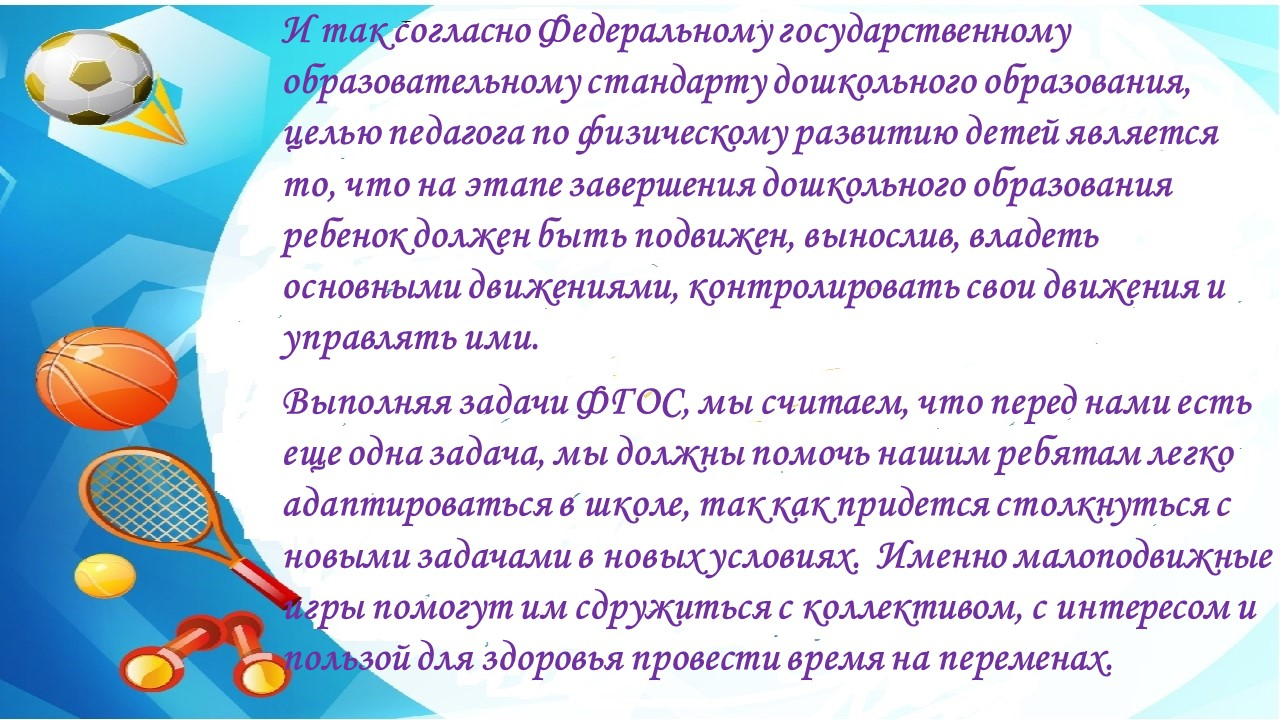 И так согласно Федеральному государственному
образовательному стандарту дошкольного образования,
целью педагога по физическому развитию детей является
то, что на этапе завершения дошкольного образования
ребенок должен быть подвижен, вынослив, владеть
основными движениями, контролировать свои движения и
управлять ими.
Выполняя задачи ФГОС, мы считаем, что перед нами есть
еще одна задача, мы должны помочь нашим ребятам легко
адаптироваться в школе, так как придется столкнуться с
новыми задачами в новых условиях. Именно малоподвижные
игры помогут им сдружиться с коллективом, с интересом и
пользой для здоровья провести время на переменах.